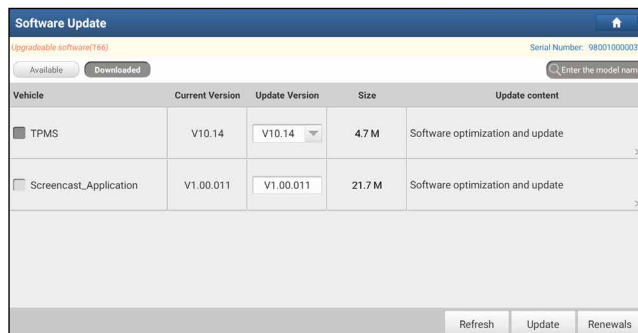 Software Update
Upgradeable software(166)
Serial Number: 98001000003
Available Downloaded
Enter the model nam
Vehicle Current Version Update Version Size Update content
TPMS V10.14 V10.14 4.7 M Software optimization and update
Screencast_Application V1.00.011 V1.00.011 21.7 M Software optimization and update
Refresh Update Renewals